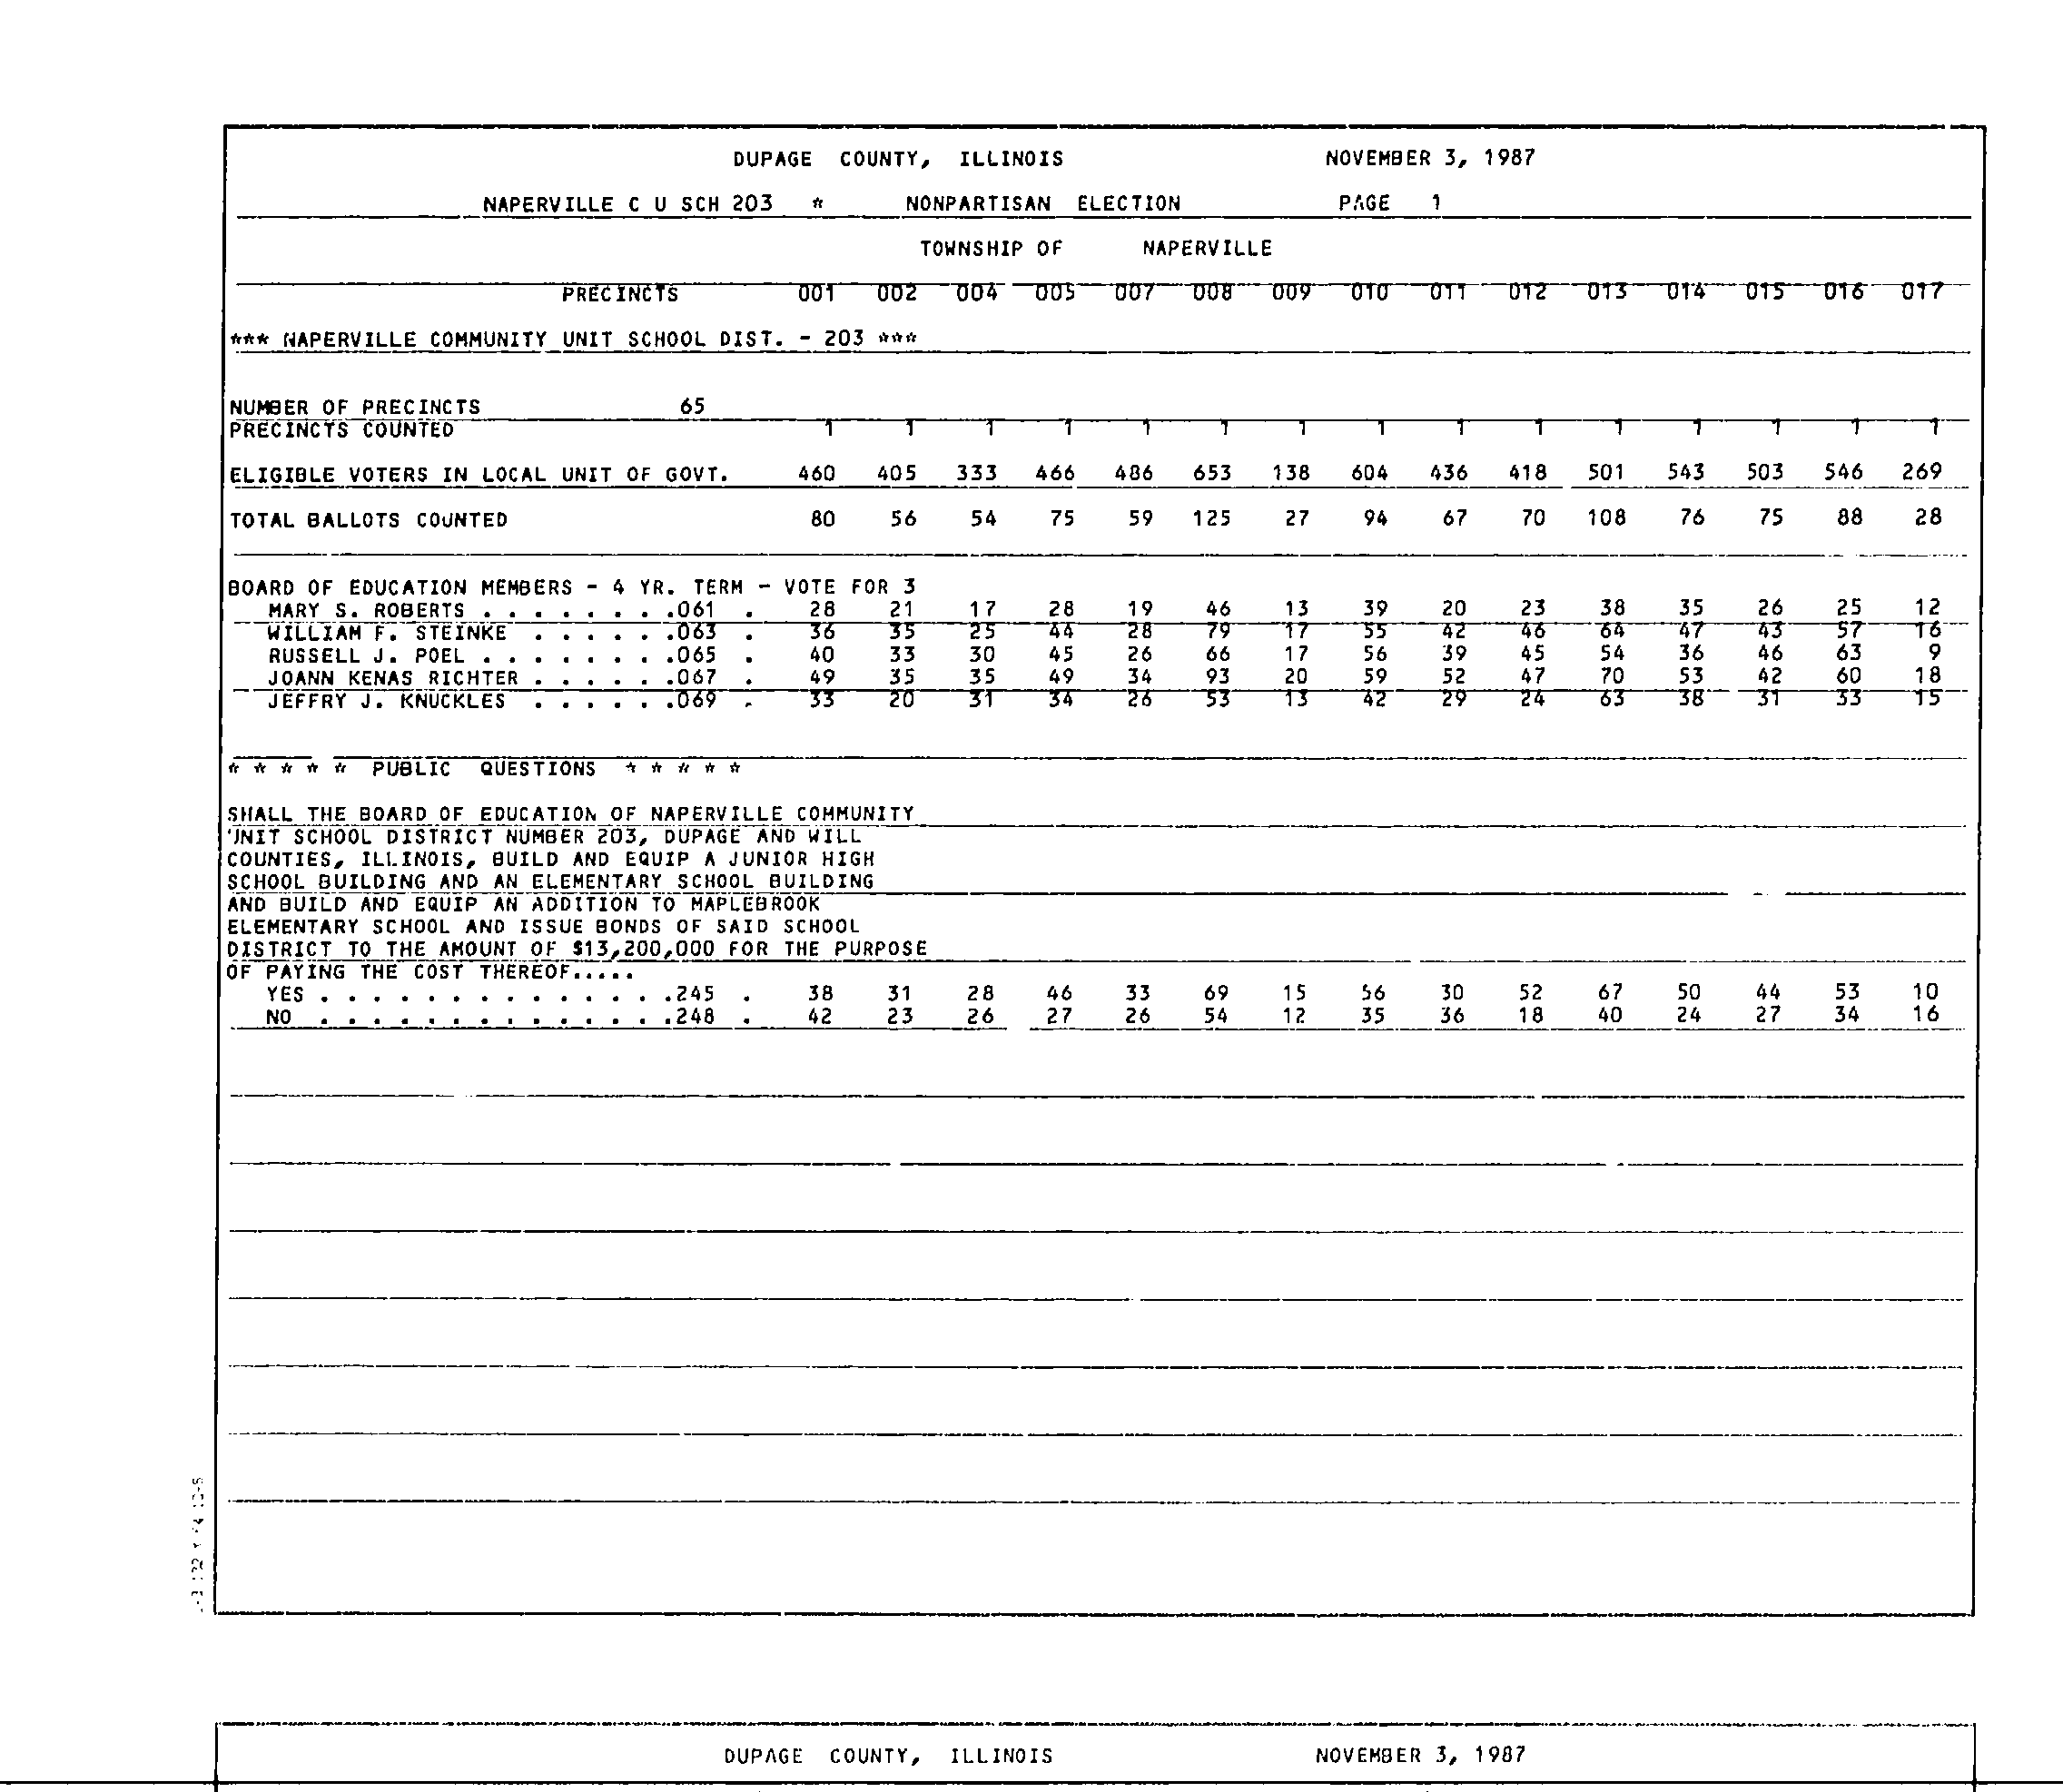 DUPAGE COUNTY, ILLINOIS NOVEMBER 3, 1987
NAPERVILLE C U SCH 203 * NONPARTISAN ELECTION PAGE 1
TOWNSHIP OF NAPERVILLE
PRECINCTS 001 002 004 005 007 008 009 010 011 012 013 014 015 016 017
*** NAPERVILLE COMMUNITY UNIT SCHOOL DIST. - 203 ***
NUMBER OF PRECINCTS 65
PRECINCTS COUNTED 1 1 1 1 1 1 1 1 1 1 1 1 1 1 1
ELIGIBLE VOTERS IN LOCAL UNIT OF GOVT. 460 405 333 466 486 653 138 604 436 418 501 543 503 546 269
TOTAL BALLOTS COUNTED 80 56 54 75 59 125 27 94 67 70 108 76 75 88 28
BOARD OF EDUCATION MEMBERS - 4 YR. TERM - VOTE FOR 3
MARY S. ROBERTS . . . . . . . .061 . 28 21 17 28 19 46 13 39 20 23 38 35 26 25 12
WILLIAM F. STEINKE . . . . . .063 . 36 35 25 44 28 79 17 55 42 46 64 47 43 57 16
RUSSELL J. POEL . . . . . . . .065 . 40 33 30 45 26 66 17 56 39 45 54 36 46 63 9
JOANN KENAS RICHTER . . . . . .067 . 49 35 35 49 34 93 20 59 52 47 70 53 42 60 18
JEFFRY J. KNUCKLES . . . . . .069 . 33 20 31 34 26 53 13 42 29 24 63 38 31 33 15
* * * * * PUBLIC QUESTIONS * * * * *
SHALL THE BOARD OF EDUCATION OF NAPERVILLE COMMUNITY
UNIT SCHOOL DISTRICT NUMBER 203, DUPAGE AND WILL
COUNTIES, ILLINOIS, BUILD AND EQUIP A JUNIOR HIGH
SCHOOL BUILDING AND AN ELEMENTARY SCHOOL BUILDING
AND BUILD AND EQUIP AN ADDITION TO MAPLEBROOK
ELEMENTARY SCHOOL AND ISSUE BONDS OF SAID SCHOOL
DISTRICT TO THE AMOUNT OF $13,200,000 FOR THE PURPOSE
OF PAYING THE COST THEREOF.....
YES . . . . . . . . . . . . . .245 . 38 31 28 46 33 69 15 56 30 52 67 50 44 53 10
NO . . . . . . . . . . . . . .248 . 42 23 26 27 26 54 12 35 36 18 40 24 27 34 16
DUPAGE COUNTY, ILLINOIS NOVEMBER 3, 1987